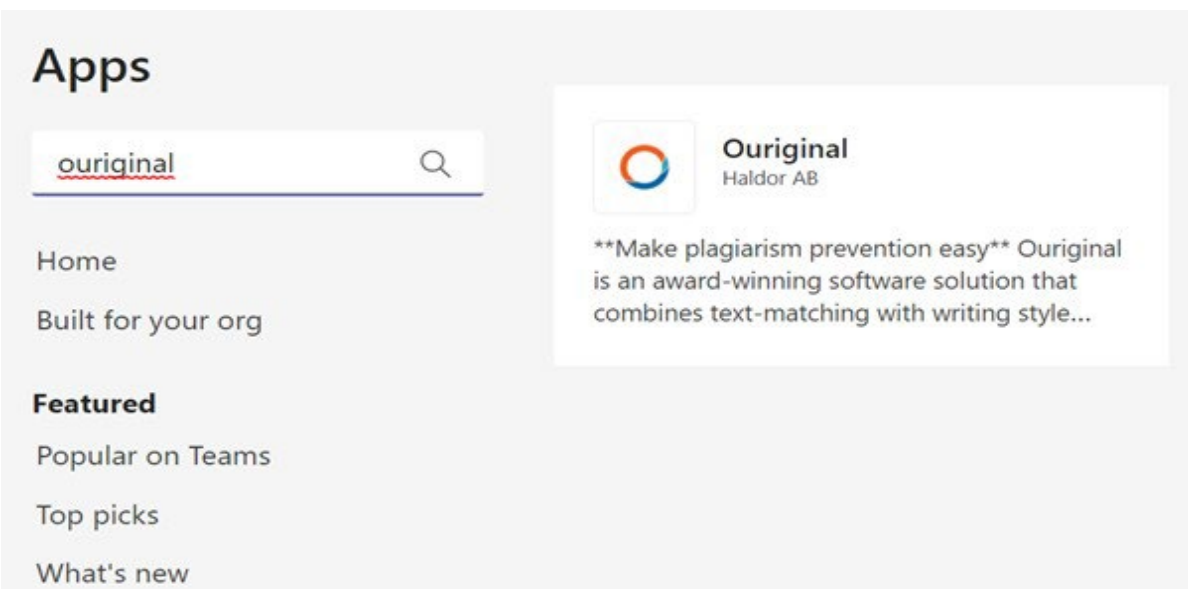 Apps
ouriginal
Home
Built for your org
Featured
Popular on Teams
Top picks
What's new
Ouriginal
Haldor AB
**Make plagiarism prevention easy** Ouriginal
is an award-winning software solution that
combines text-matching with writing style...